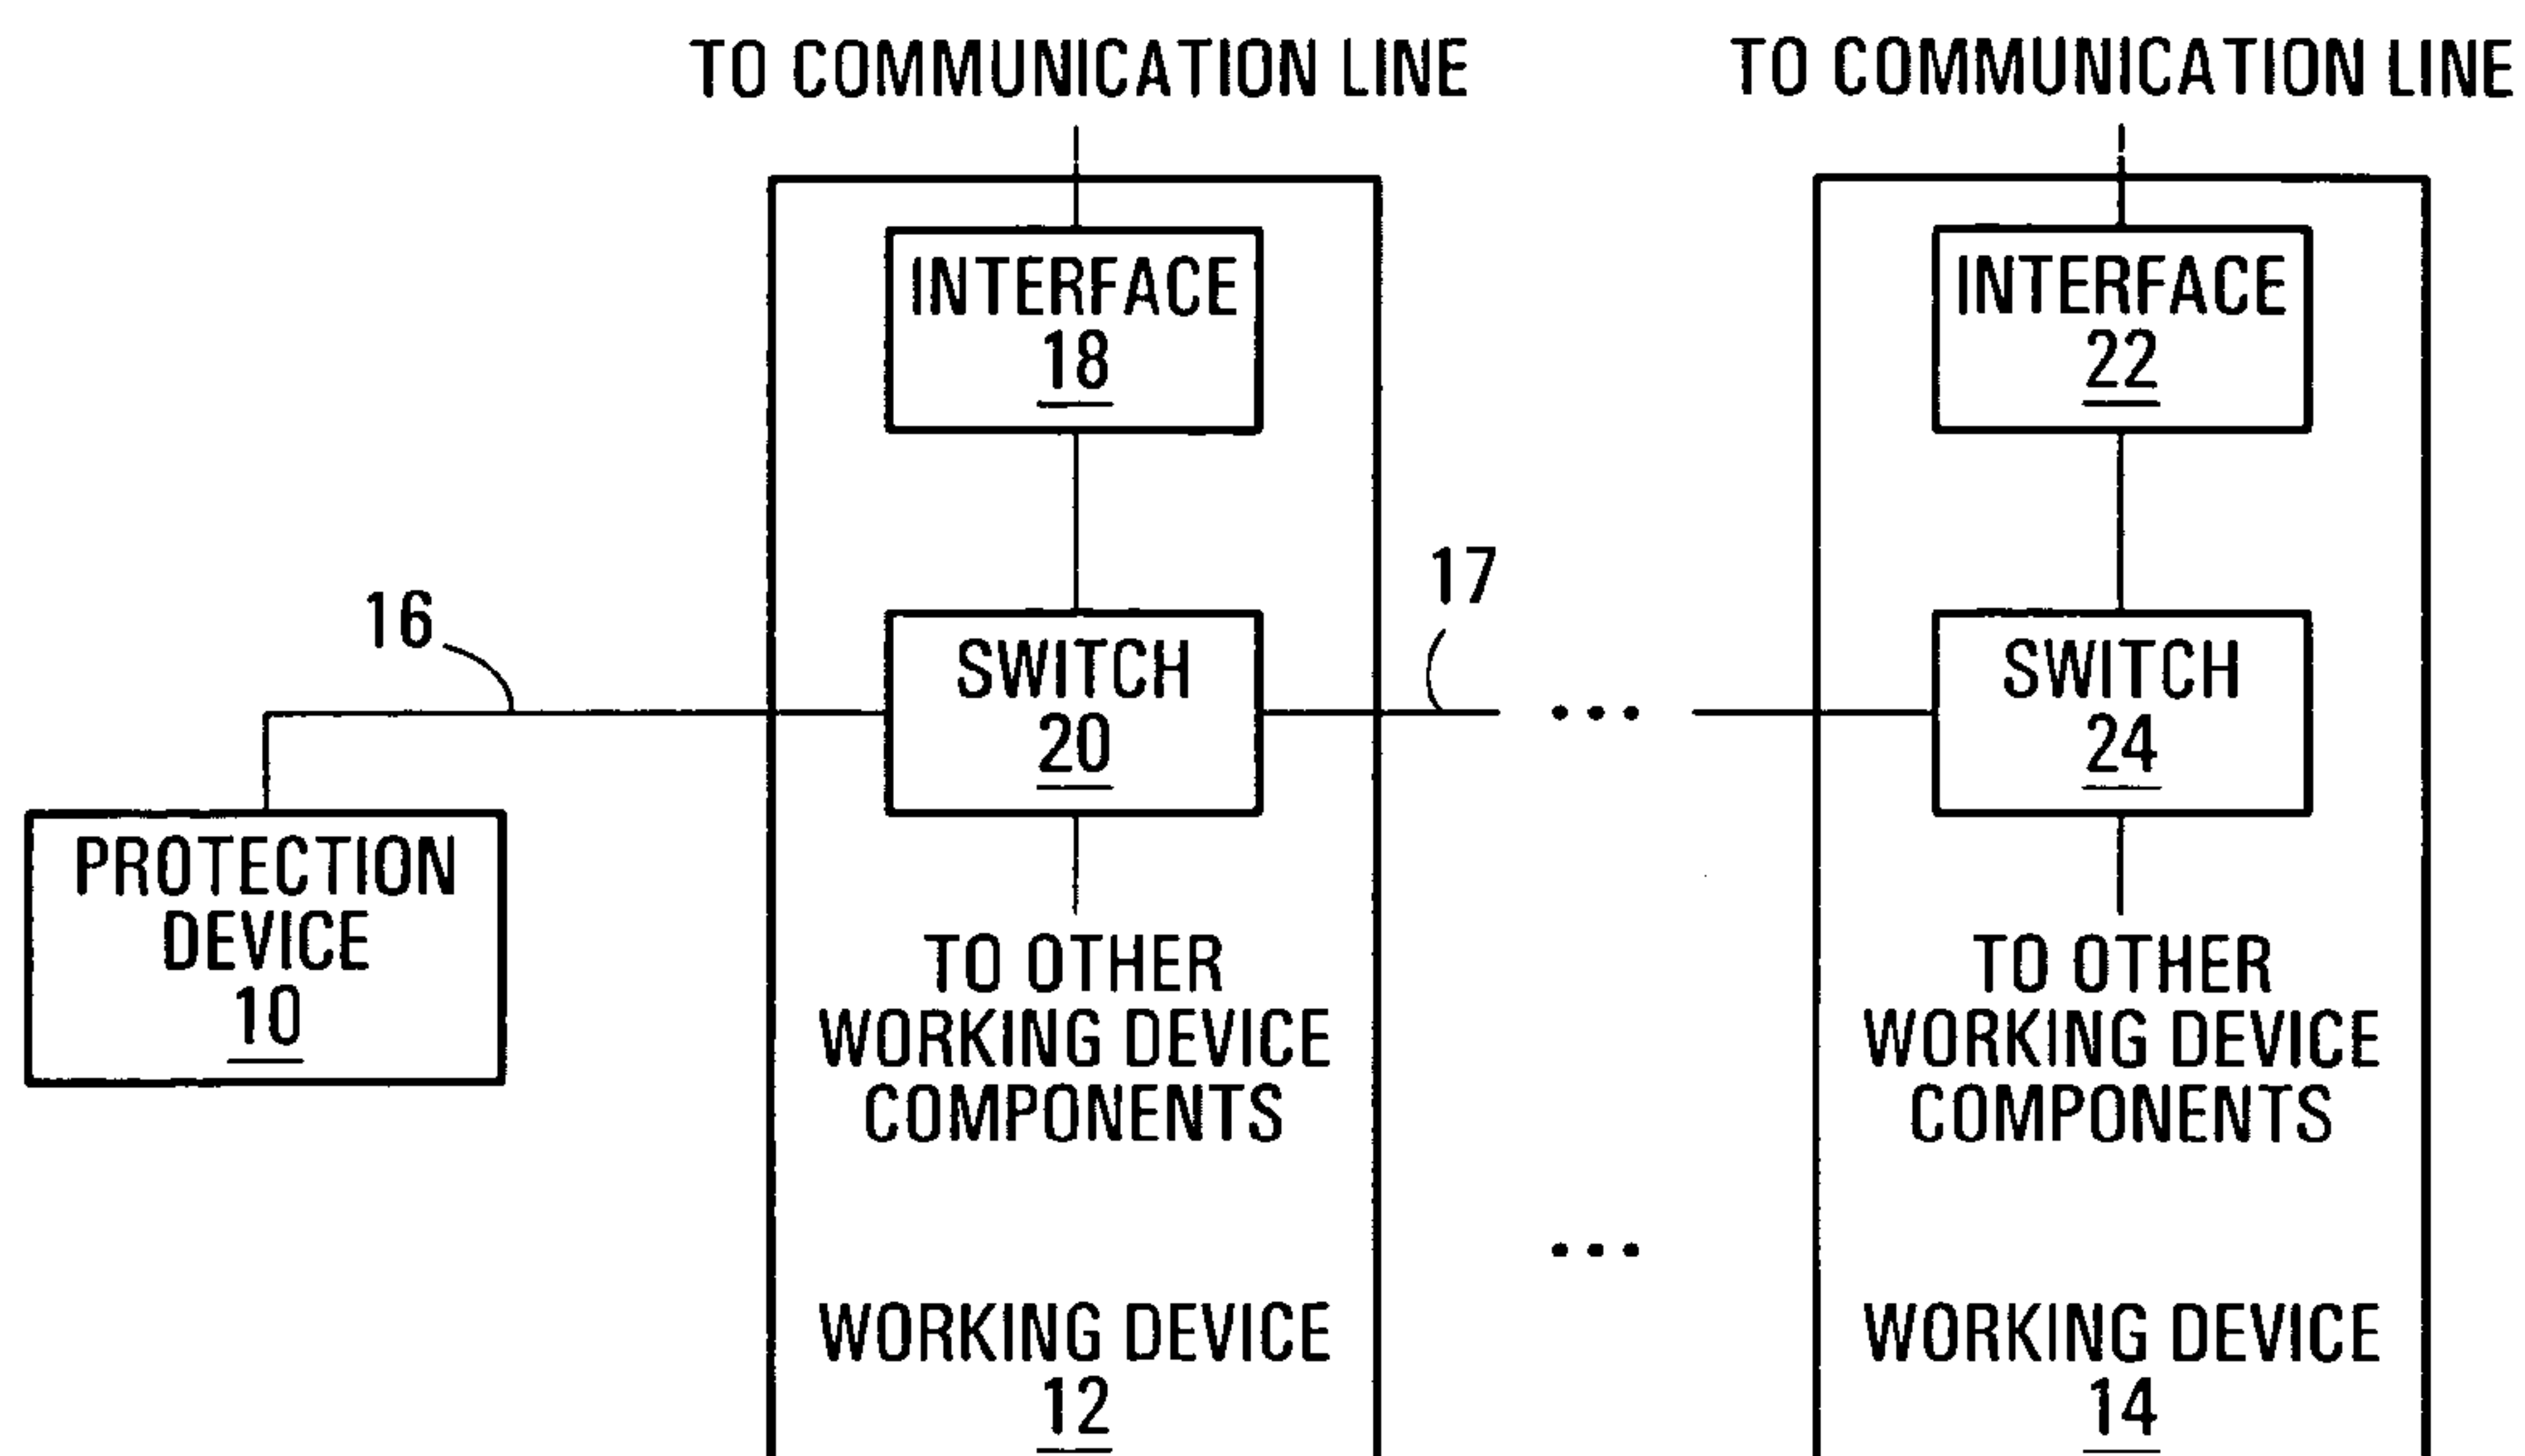 TO COMMUNICATION LINE
TO COMMUNICATION LINE
INTERFACE
18
INTERFACE
22
16
17
SWITCH
20
SWITCH
24
PROTECTION
DEVICE
10
TO OTHER
WORKING DEVICE
COMPONENTS
TO OTHER
WORKING DEVICE
COMPONENTS
WORKING DEVICE
12
WORKING DEVICE
14